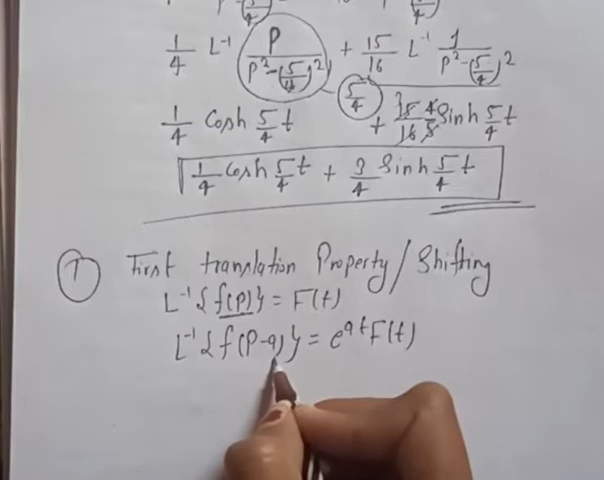 1/4 L⁻¹ P/(P²-(5/4)²) + 15/16 L⁻¹ 1/(P²-(5/4)²)
5/4
1/4 Cosh 5/4 t + 15/16 4/5 Sinh 5/4 t
1/4 Cosh 5/4 t + 3/4 Sinh 5/4 t
① First translation Property/Shifting
L⁻¹{f(P)} = F(t)
L⁻¹{f(P-a)} = e^at F(t)